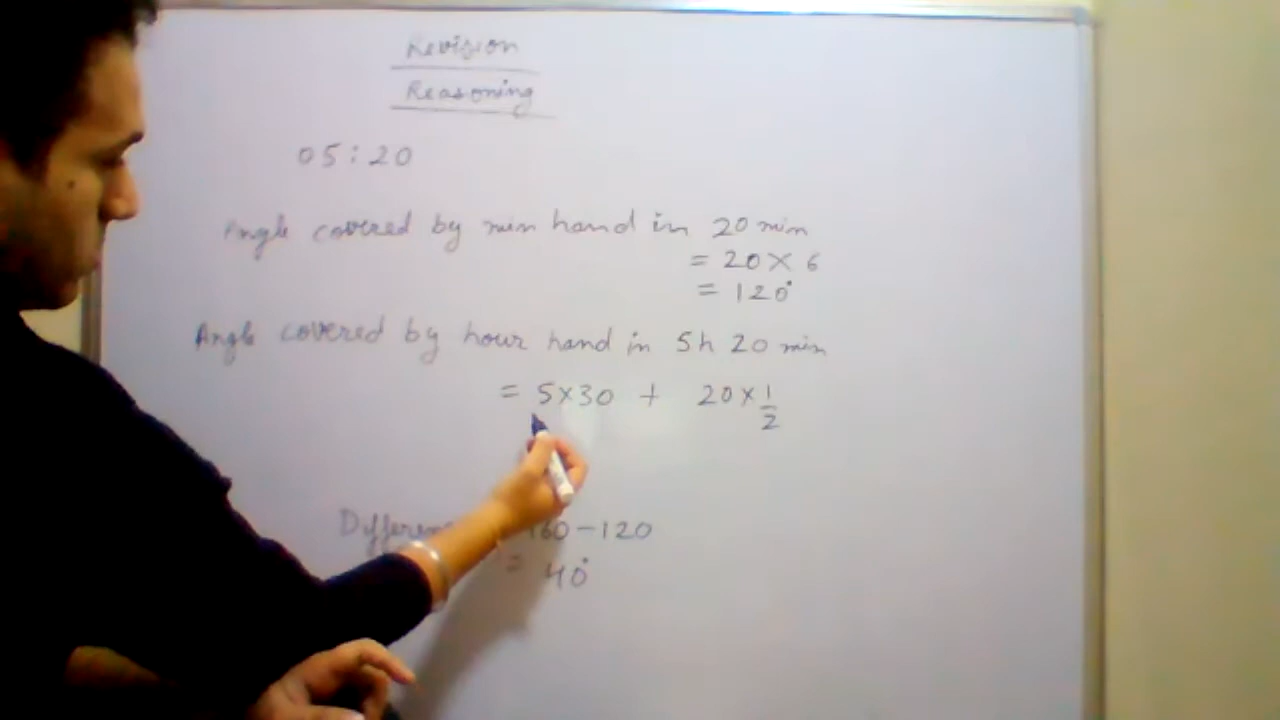 Revision
Reasoning
05:20
Angle covered by min hand in 20 min
= 20 × 6
= 120°
Angle covered by hour hand in 5h 20 min
= 5×30 + 20 × 1/2
160 - 120
= 40°